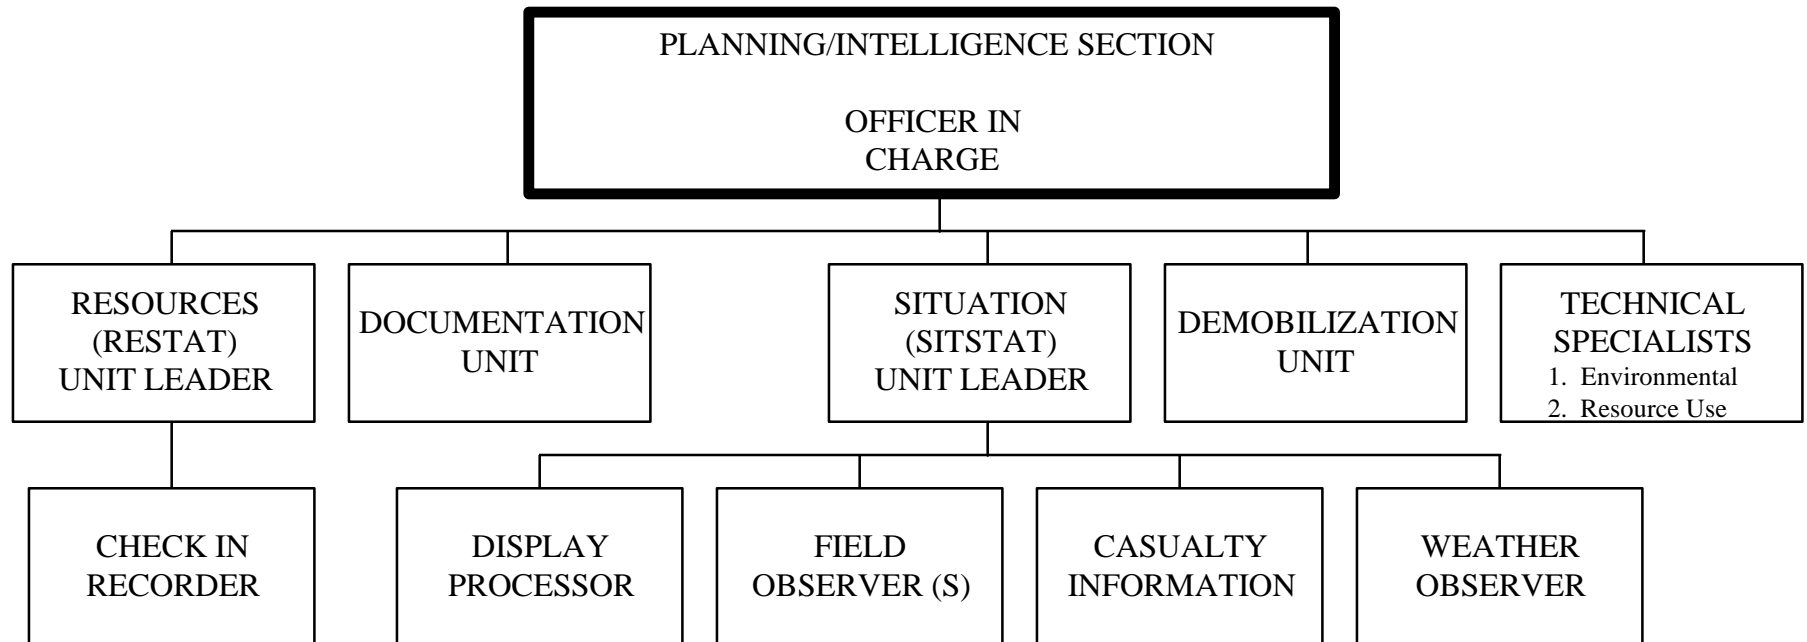 PLANNING/INTELLIGENCE SECTION
OFFICER IN
CHARGE
RESOURCES
(RESTAT)
UNIT LEADER
DOCUMENTATION
UNIT
SITUATION
(SITSTAT)
UNIT LEADER
DEMOBILIZATION
UNIT
TECHNICAL
SPECIALISTS
1. Environmental
2. Resource Use
CHECK IN
RECORDER
DISPLAY
PROCESSOR
FIELD
OBSERVER (S)
CASUALTY
INFORMATION
WEATHER
OBSERVER